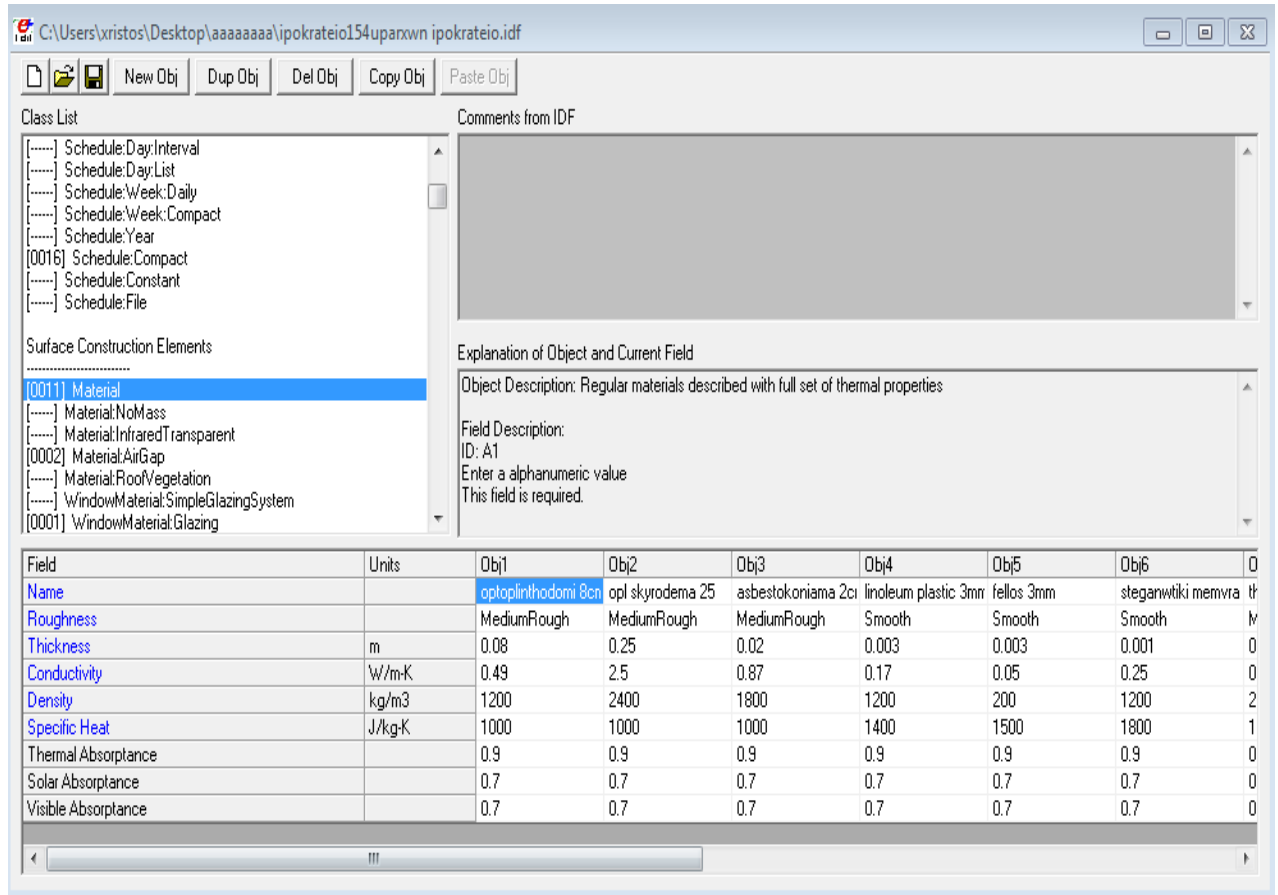 C:\Users\xristos\Desktop\aaaaaaaa\ipokrateio154uparxwn ipokrateio.idf
New Obj Dup Obj Del Obj Copy Obj Paste Obj
Class List
[------] Schedule:Day:Interval
[------] Schedule:Day:List
[------] Schedule:Week:Daily
[------] Schedule:Week:Compact
[------] Schedule:Year
[0016] Schedule:Compact
[------] Schedule:Constant
[------] Schedule:File
Surface Construction Elements
--------------------------
[0011] Material
[------] Material:NoMass
[------] Material:InfraredTransparent
[0002] Material:AirGap
[------] Material:RoofVegetation
[------] WindowMaterial:SimpleGlazingSystem
[0001] WindowMaterial:Glazing
Comments from IDF
Explanation of Object and Current Field
Object Description: Regular materials described with full set of thermal properties
Field Description:
ID: A1
Enter a alphanumeric value
This field is required.
Field Units Obj1 Obj2 Obj3 Obj4 Obj5 Obj6
Name optoplinthodomi 8cm opl skyrodema 25 asbestokoniama 2c linoleum plastic 3mm fellos 3mm steganwtiki memvra th
Roughness MediumRough MediumRough MediumRough Smooth Smooth Smooth M
Thickness m 0.08 0.25 0.02 0.003 0.003 0.001 0
Conductivity W/m-K 0.49 2.5 0.87 0.17 0.05 0.25 0
Density kg/m3 1200 2400 1800 1200 200 1200 2
Specific Heat J/kg-K 1000 1000 1000 1400 1500 1800 1
Thermal Absorptance 0.9 0.9 0.9 0.9 0.9 0.9 0
Solar Absorptance 0.7 0.7 0.7 0.7 0.7 0.7 0
Visible Absorptance 0.7 0.7 0.7 0.7 0.7 0.7 0